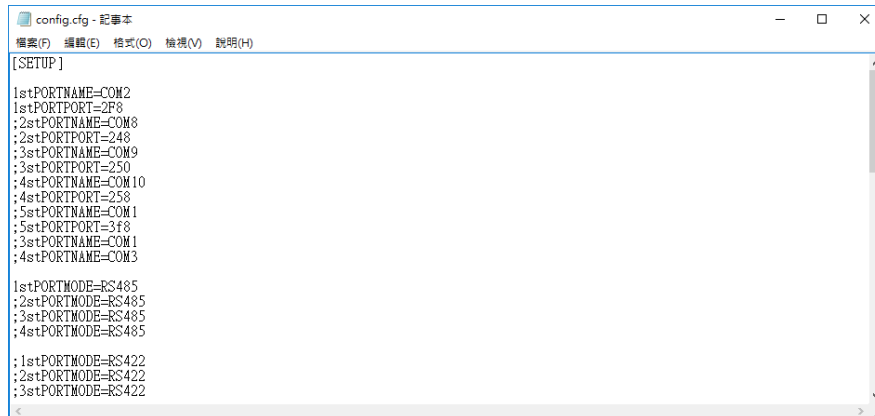 config.cfg - 記事本
檔案(F) 編輯(E) 格式(O) 檢視(V) 說明(H)
[SETUP]
1stPORTNAME=COM2
1stPORTPORT=2F8
;2stPORTNAME=COM8
;2stPORTPORT=248
;3stPORTNAME=COM9
;3stPORTPORT=250
;4stPORTNAME=COM10
;4stPORTPORT=258
;5stPORTNAME=COM1
;5stPORTPORT=3f8
;3stPORTNAME=COM1
;4stPORTNAME=COM3
1stPORTMODE=RS485
;2stPORTMODE=RS485
;3stPORTMODE=RS485
;4stPORTMODE=RS485
;1stPORTMODE=RS422
;2stPORTMODE=RS422
;3stPORTMODE=RS422